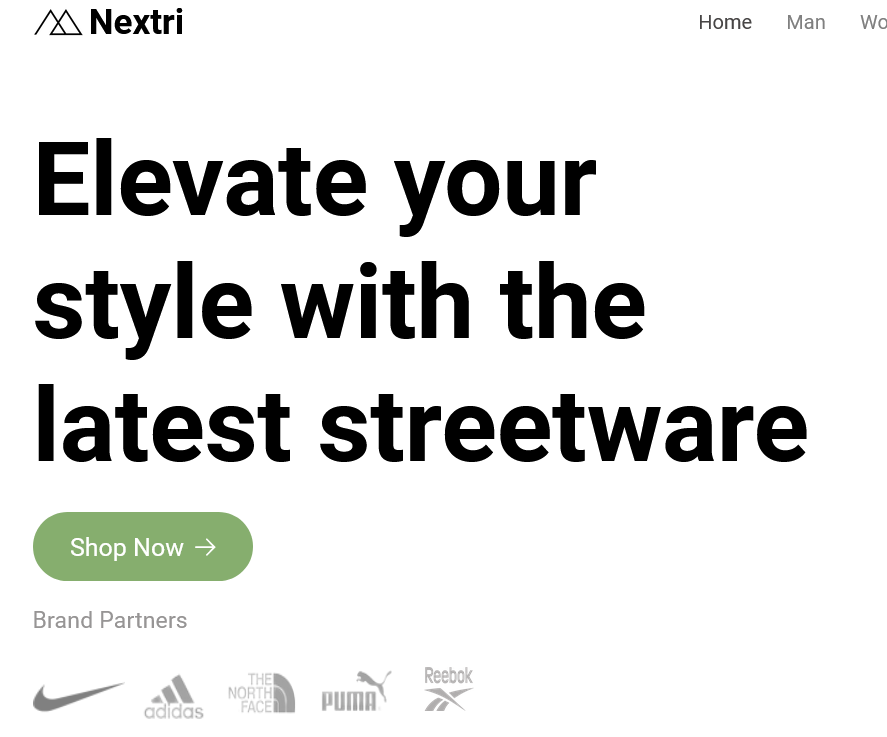 Nextri
Home Man Wo
Elevate your
style with the
latest streetware
Shop Now →
Brand Partners
adidas
THE
NORTH
FACE
PUMA
Reebok